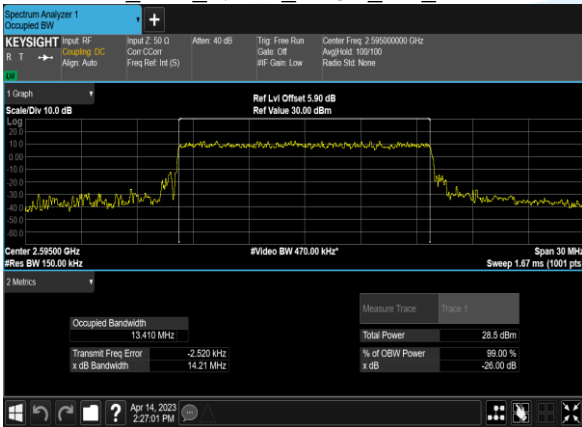 Spectrum Analyzer 1
Occupied BW
+
KEYSIGHT Input: RF Input Z: 50 Ω Atten: 40 dB Trig: Free Run Center Freq: 2.595000000 GHz
R T Coupling: DC Corr CCorr Gate: Off Avg|Hold: 100/100
Align: Auto Freq Ref: Int (S) #IF Gain: Low Radio Std: None
LXI
1 Graph Ref Lvl Offset 5.90 dB
Scale/Div 10.0 dB Ref Value 30.00 dBm
Log
20.0
10.0
0.00
-10.0
-20.0
-30.0
-40.0
-50.0
-60.0
Center 2.59500 GHz #Video BW 470.00 kHz* Span 30 MHz
#Res BW 150.00 kHz Sweep 1.67 ms (1001 pts
2 Metrics
Measure Trace Trace 1
Occupied Bandwidth
13.410 MHz Total Power 28.5 dBm
Transmit Freq Error -2.520 kHz % of OBW Power 99.00 %
x dB Bandwidth 14.21 MHz x dB -26.00 dB
? Apr 14, 2023
2:27:01 PM